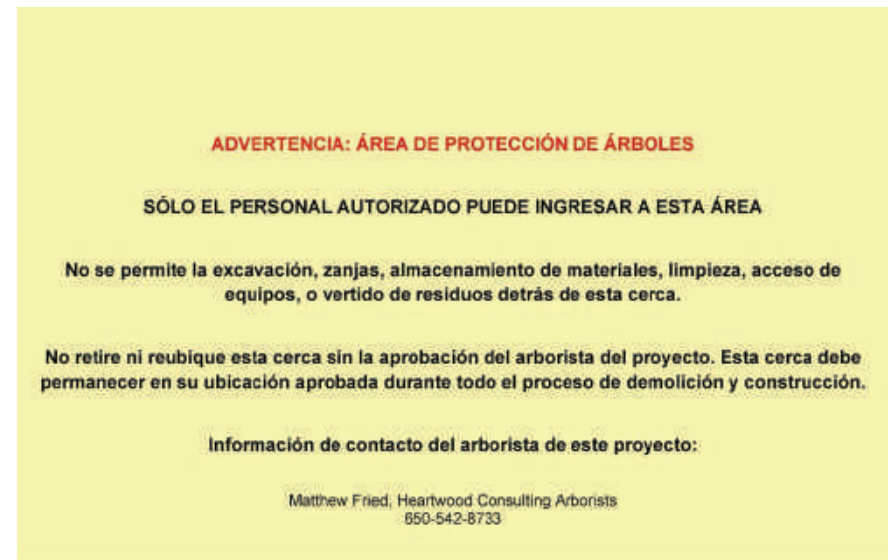 ADVERTENCIA: ÁREA DE PROTECCIÓN DE ÁRBOLES
SÓLO EL PERSONAL AUTORIZADO PUEDE INGRESAR A ESTA ÁREA
No se permite la excavación, zanjas, almacenamiento de materiales, limpieza, acceso de
equipos, o vertido de residuos detrás de esta cerca.
No retire ni reubique esta cerca sin la aprobación del arborista del proyecto. Esta cerca debe
permanecer en su ubicación aprobada durante todo el proceso de demolición y construcción.
Información de contacto del arborista de este proyecto:
Matthew Fried, Heartwood Consulting Arborists
650-542-8733